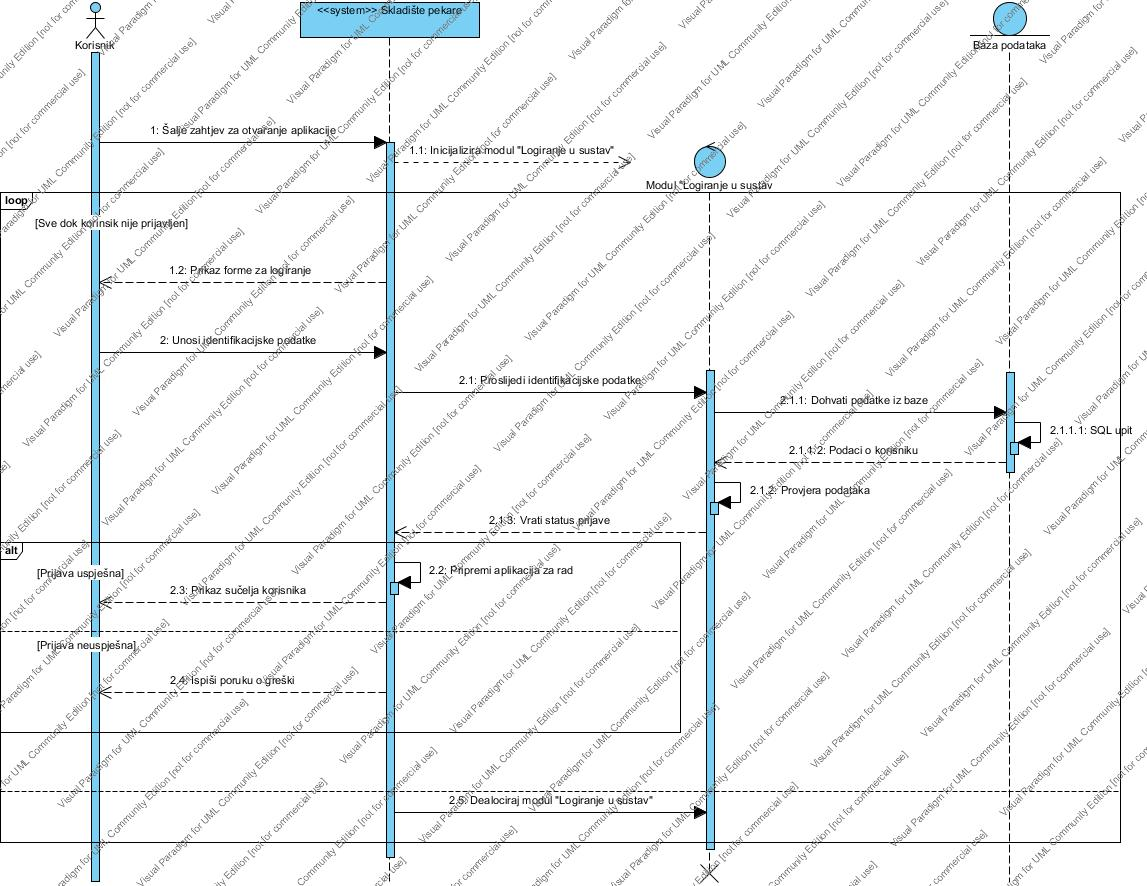 <<system>> Skladište pekare
Korisnik
Baza podataka
1: Šalje zahtjev za otvaranje aplikacije
1.1: Inicijalizira modul "Logiranje u sustav"
Modul "Logiranje u sustav
loop
[Sve dok korinsik nije prijavljen]
1.2: Prikaz forme za logiranje
2: Unosi identifikacijske podatke
2.1: Proslijedi identifikacijske podatke
2.1.1: Dohvati podatke iz baze
2.1.1.1: SQL upit
2.1.1.2: Podaci o korisniku
2.1.2: Provjera podataka
2.1.3: Vrati status prijave
alt
[Prijava uspješna]
2.2: Pripremi aplikacija za rad
2.3: Prikaz sučelja korisnika
[Prijava neuspješna]
2.4: Ispiši poruku o greški
2.5: Dealociraj modul "Logiranje u sustav"
Visual Paradigm for UML Community Edition [not for commercial use]